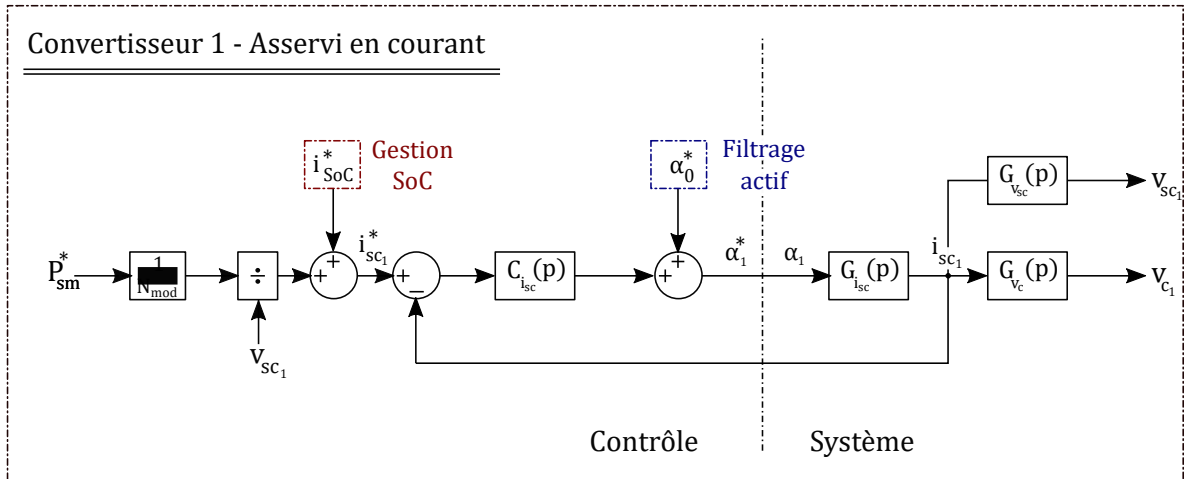 Convertisseur 1 - Asservi en courant
i*SoC
Gestion
SoC
α*0
Filtrage
actif
P*sm
1
Nmod
÷
vsc1
+
+
i*sc1
+
−
Cisc(p)
+
+
α*1
α1
Gisc(p)
isc1
Gvsc(p)
vsc1
Gvc(p)
vc1
Contrôle
Système